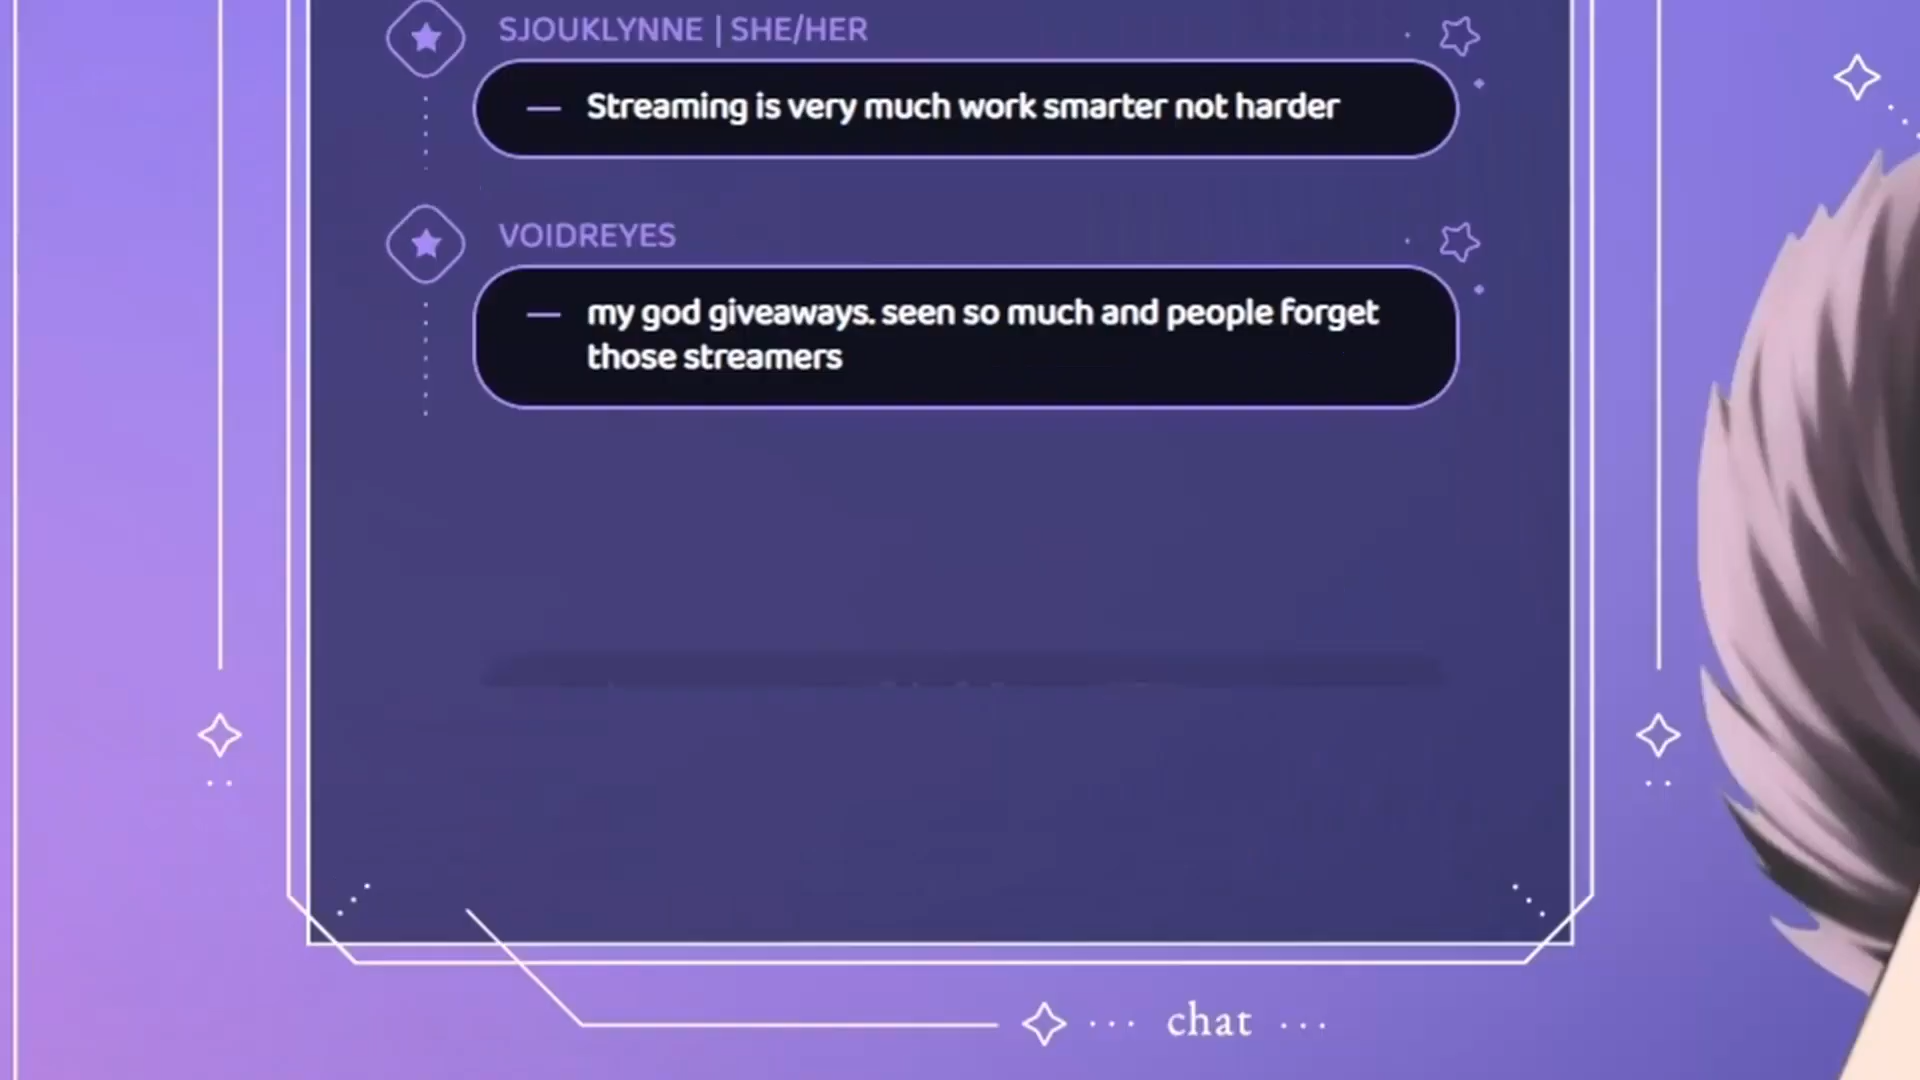 SJOUKLYNNE | SHE/HER
— Streaming is very much work smarter not harder
VOIDREYES
— my god giveaways. seen so much and people forget
those streamers
chat